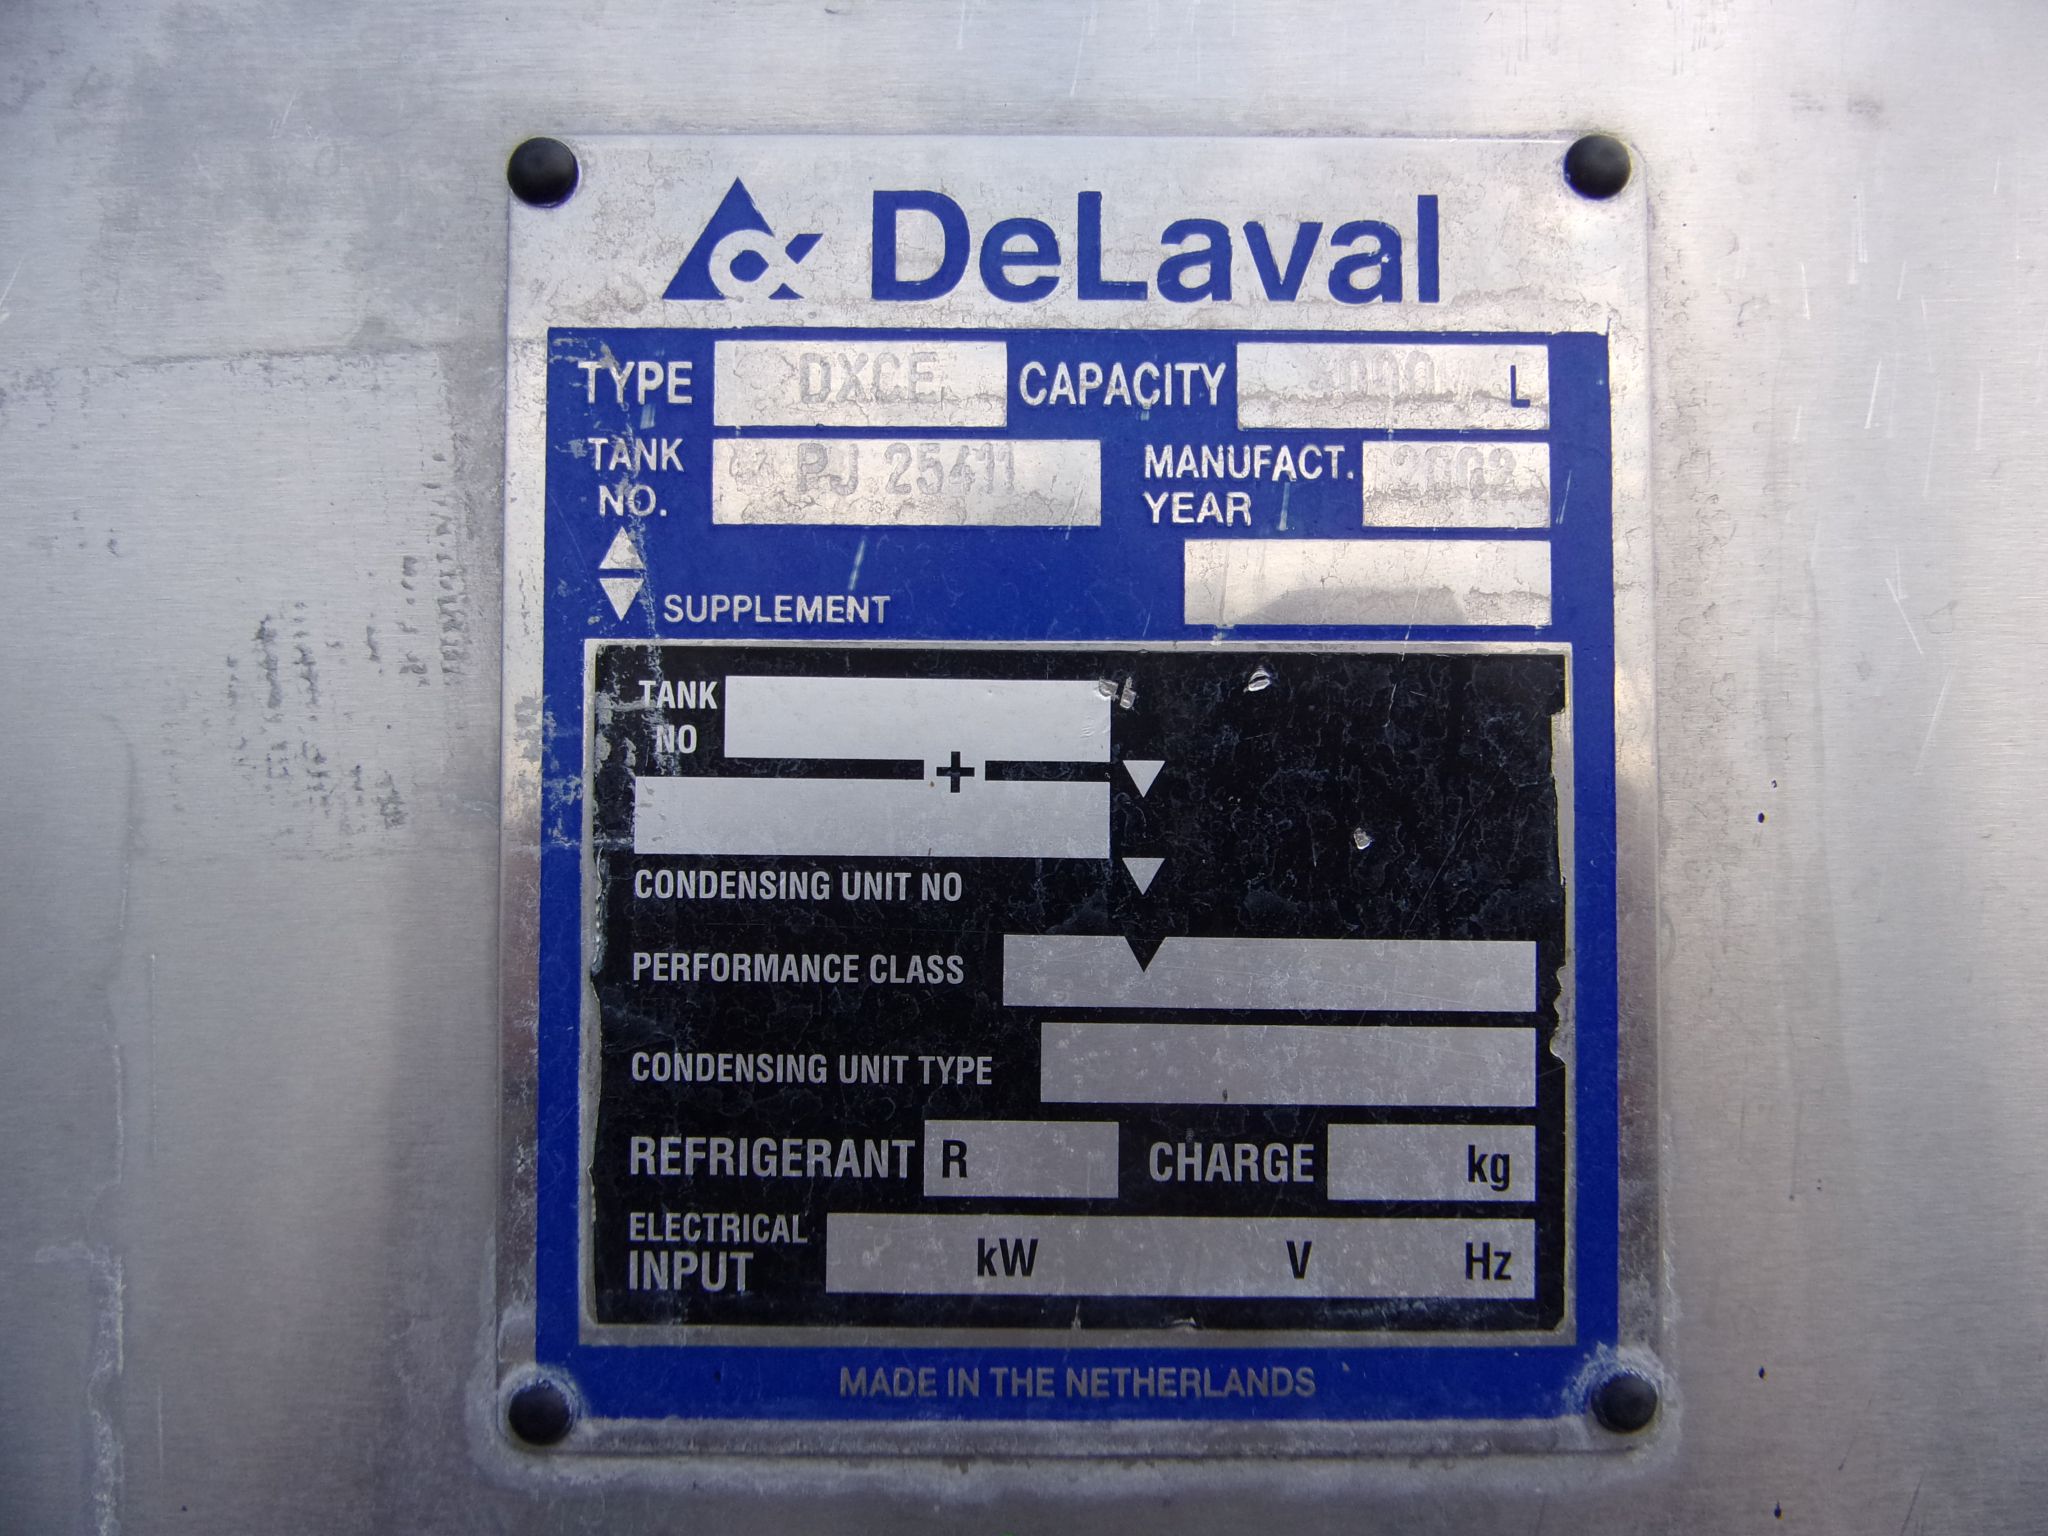 DeLaval
TYPE DXCE CAPACITY L
TANK NO. PJ 25411 MANUFACT. YEAR
SUPPLEMENT
TANK NO
+
CONDENSING UNIT NO
PERFORMANCE CLASS
CONDENSING UNIT TYPE
REFRIGERANT R CHARGE kg
ELECTRICAL INPUT kW V Hz
MADE IN THE NETHERLANDS